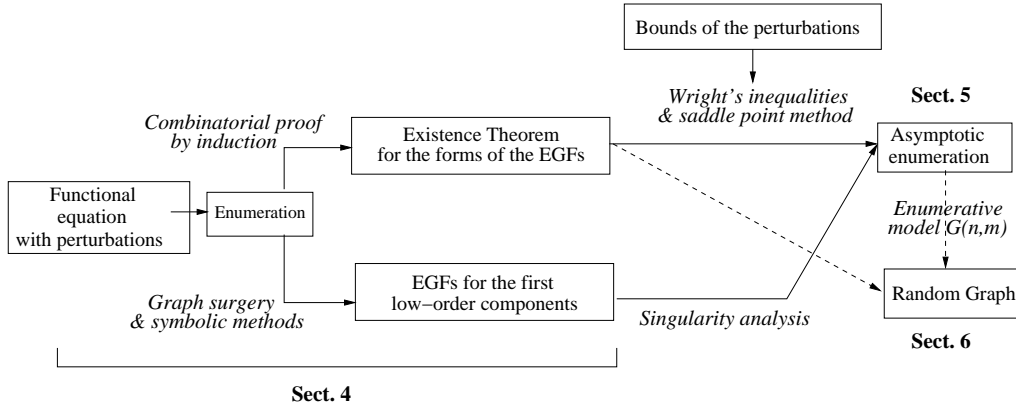 Bounds of the perturbations
Wright's inequalities
& saddle point method
Sect. 5
Combinatorial proof
by induction
Existence Theorem
for the forms of the EGFs
Asymptotic
enumeration
Functional
equation
with perturbations
Enumeration
Enumerative
model G(n,m)
Graph surgery
& symbolic methods
EGFs for the first
low−order components
Singularity analysis
Random Graph
Sect. 6
Sect. 4